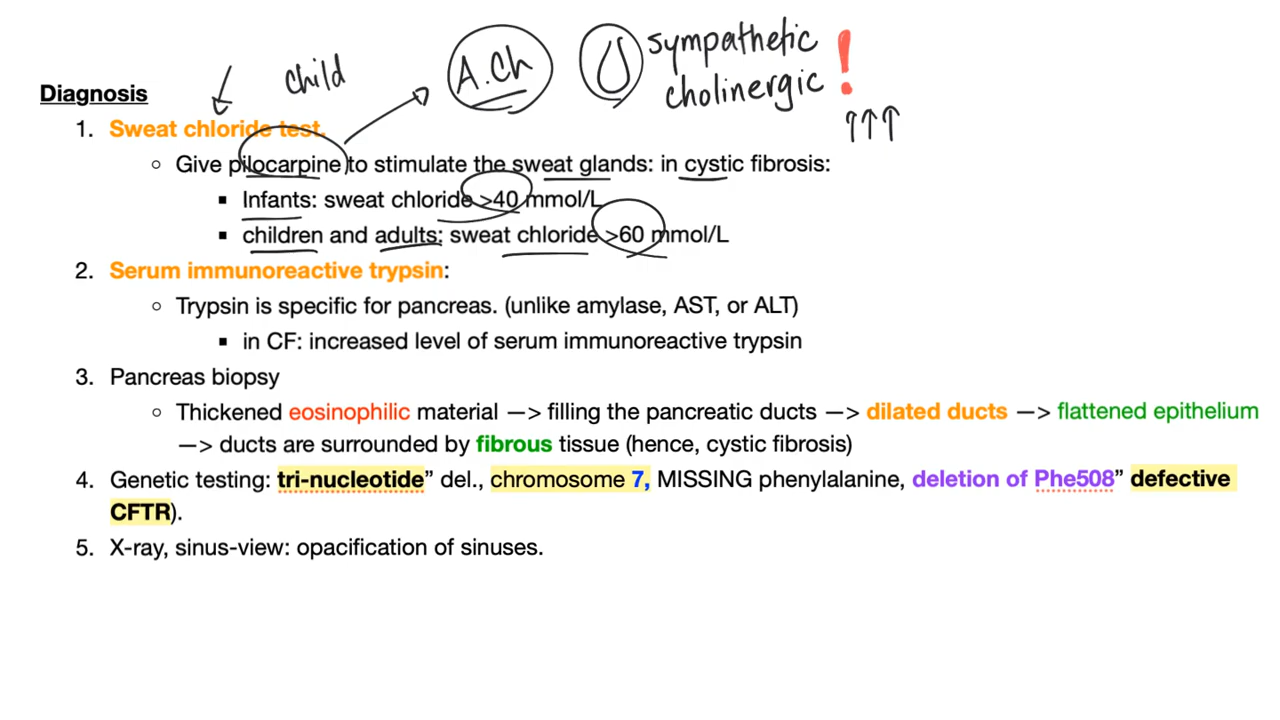 child
A.Ch
sympathetic
cholinergic !
↑↑↑
Diagnosis
1. Sweat chloride test.
○ Give pilocarpine to stimulate the sweat glands: in cystic fibrosis:
▪ Infants: sweat chloride >40 mmol/L
▪ children and adults: sweat chloride >60 mmol/L
2. Serum immunoreactive trypsin:
○ Trypsin is specific for pancreas. (unlike amylase, AST, or ALT)
▪ in CF: increased level of serum immunoreactive trypsin
3. Pancreas biopsy
○ Thickened eosinophilic material —> filling the pancreatic ducts —> dilated ducts —> flattened epithelium
—> ducts are surrounded by fibrous tissue (hence, cystic fibrosis)
4. Genetic testing: tri-nucleotide” del., chromosome 7, MISSING phenylalanine, deletion of Phe508” defective
CFTR).
5. X-ray, sinus-view: opacification of sinuses.